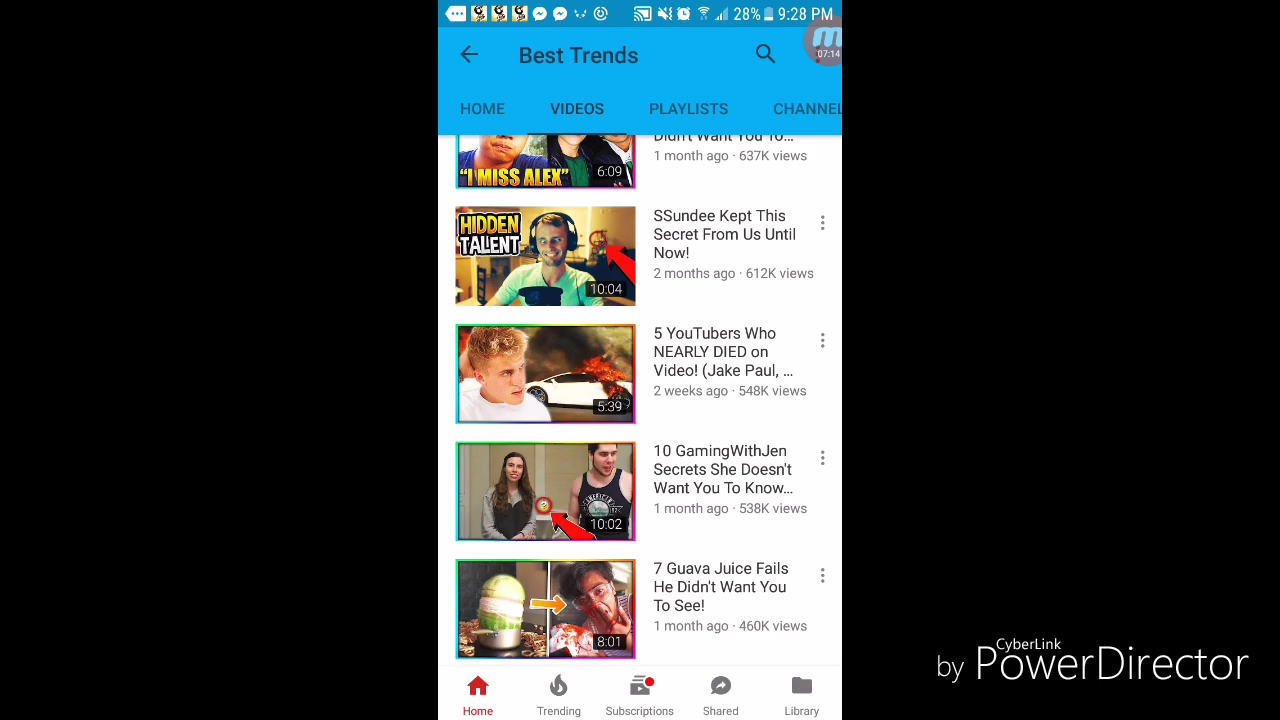 28% 9:28 PM
Best Trends
07:14
HOME VIDEOS PLAYLISTS CHANNEL
Didn't Want You To...
1 month ago · 637K views
"I MISS ALEX"
6:09
HIDDEN
TALENT
10:04
SSundee Kept This
Secret From Us Until
Now!
2 months ago · 612K views
5:39
5 YouTubers Who
NEARLY DIED on
Video! (Jake Paul, ...
2 weeks ago · 548K views
10:02
10 GamingWithJen
Secrets She Doesn't
Want You To Know...
1 month ago · 538K views
8:01
7 Guava Juice Fails
He Didn't Want You
To See!
1 month ago · 460K views
Home Trending Subscriptions Shared Library
CyberLink
by PowerDirector